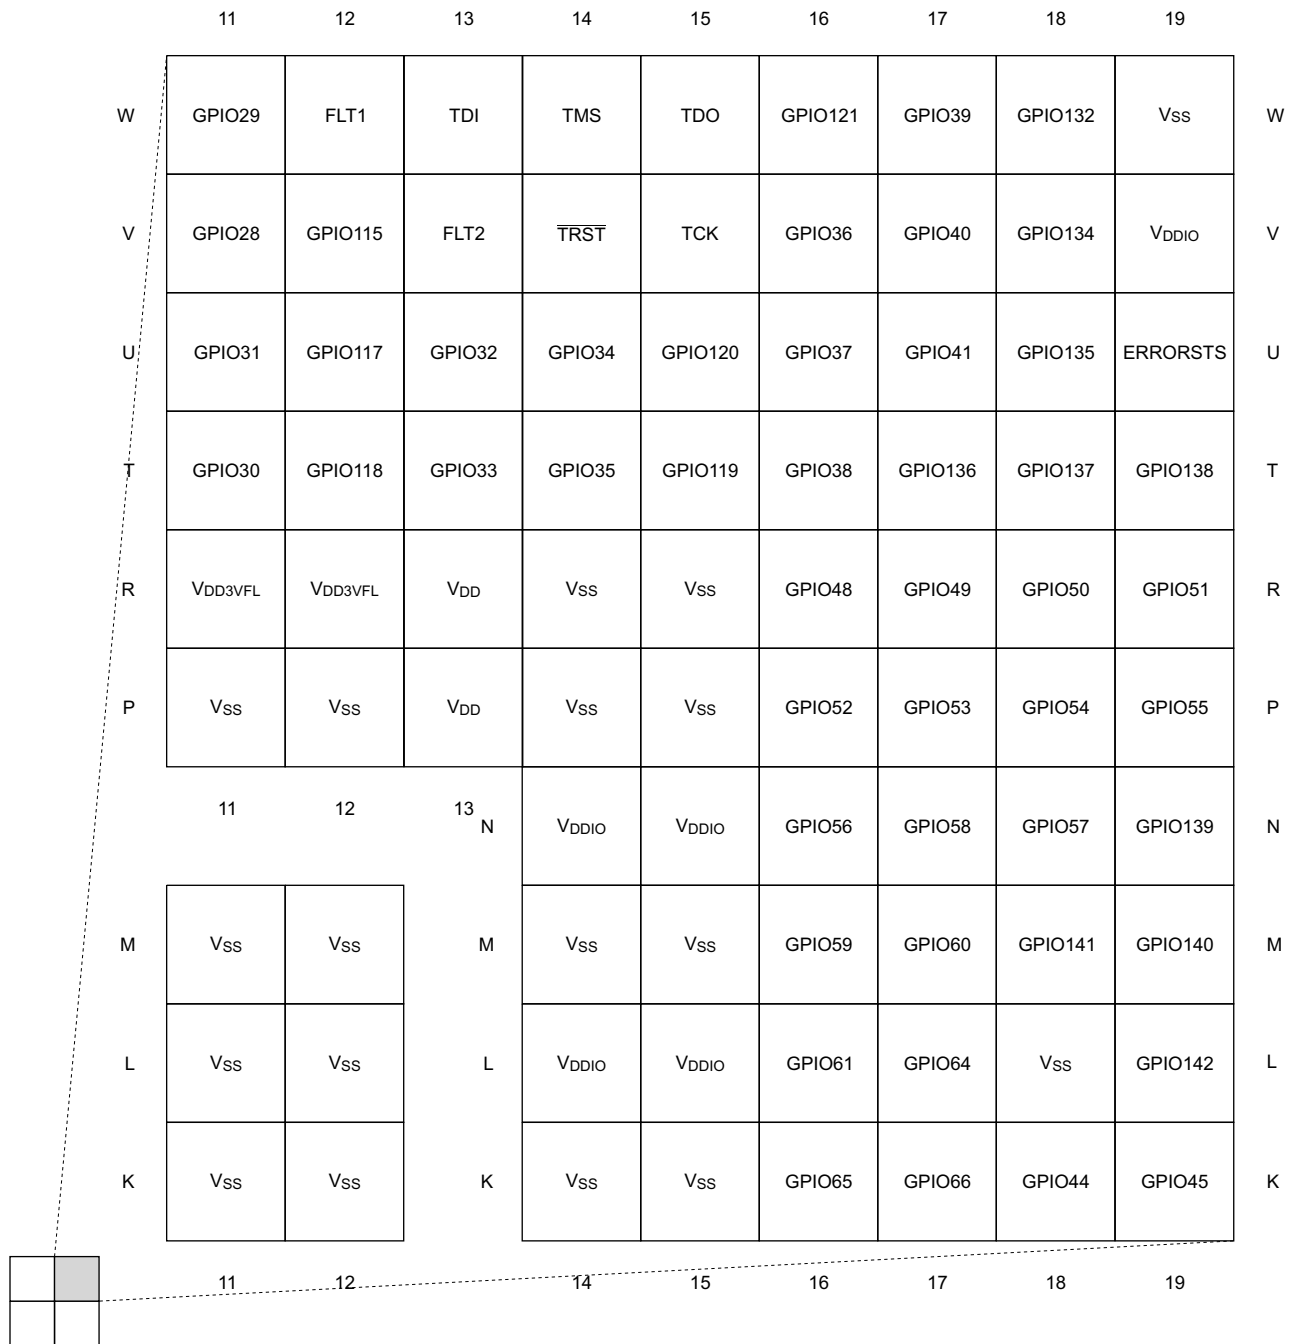 11 12 13 14 15 16 17 18 19
W GPIO29 FLT1 TDI TMS TDO GPIO121 GPIO39 GPIO132 VSS W
V GPIO28 GPIO115 FLT2 TRST TCK GPIO36 GPIO40 GPIO134 VDDIO V
U GPIO31 GPIO117 GPIO32 GPIO34 GPIO120 GPIO37 GPIO41 GPIO135 ERRORSTS U
T GPIO30 GPIO118 GPIO33 GPIO35 GPIO119 GPIO38 GPIO136 GPIO137 GPIO138 T
R VDD3VFL VDD3VFL VDD VSS VSS GPIO48 GPIO49 GPIO50 GPIO51 R
P VSS VSS VDD VSS VSS GPIO52 GPIO53 GPIO54 GPIO55 P
11 12 13
N VDDIO VDDIO GPIO56 GPIO58 GPIO57 GPIO139 N
M VSS VSS M VSS VSS GPIO59 GPIO60 GPIO141 GPIO140 M
L VSS VSS L VDDIO VDDIO GPIO61 GPIO64 VSS GPIO142 L
K VSS VSS K VSS VSS GPIO65 GPIO66 GPIO44 GPIO45 K
11 12 14 15 16 17 18 19